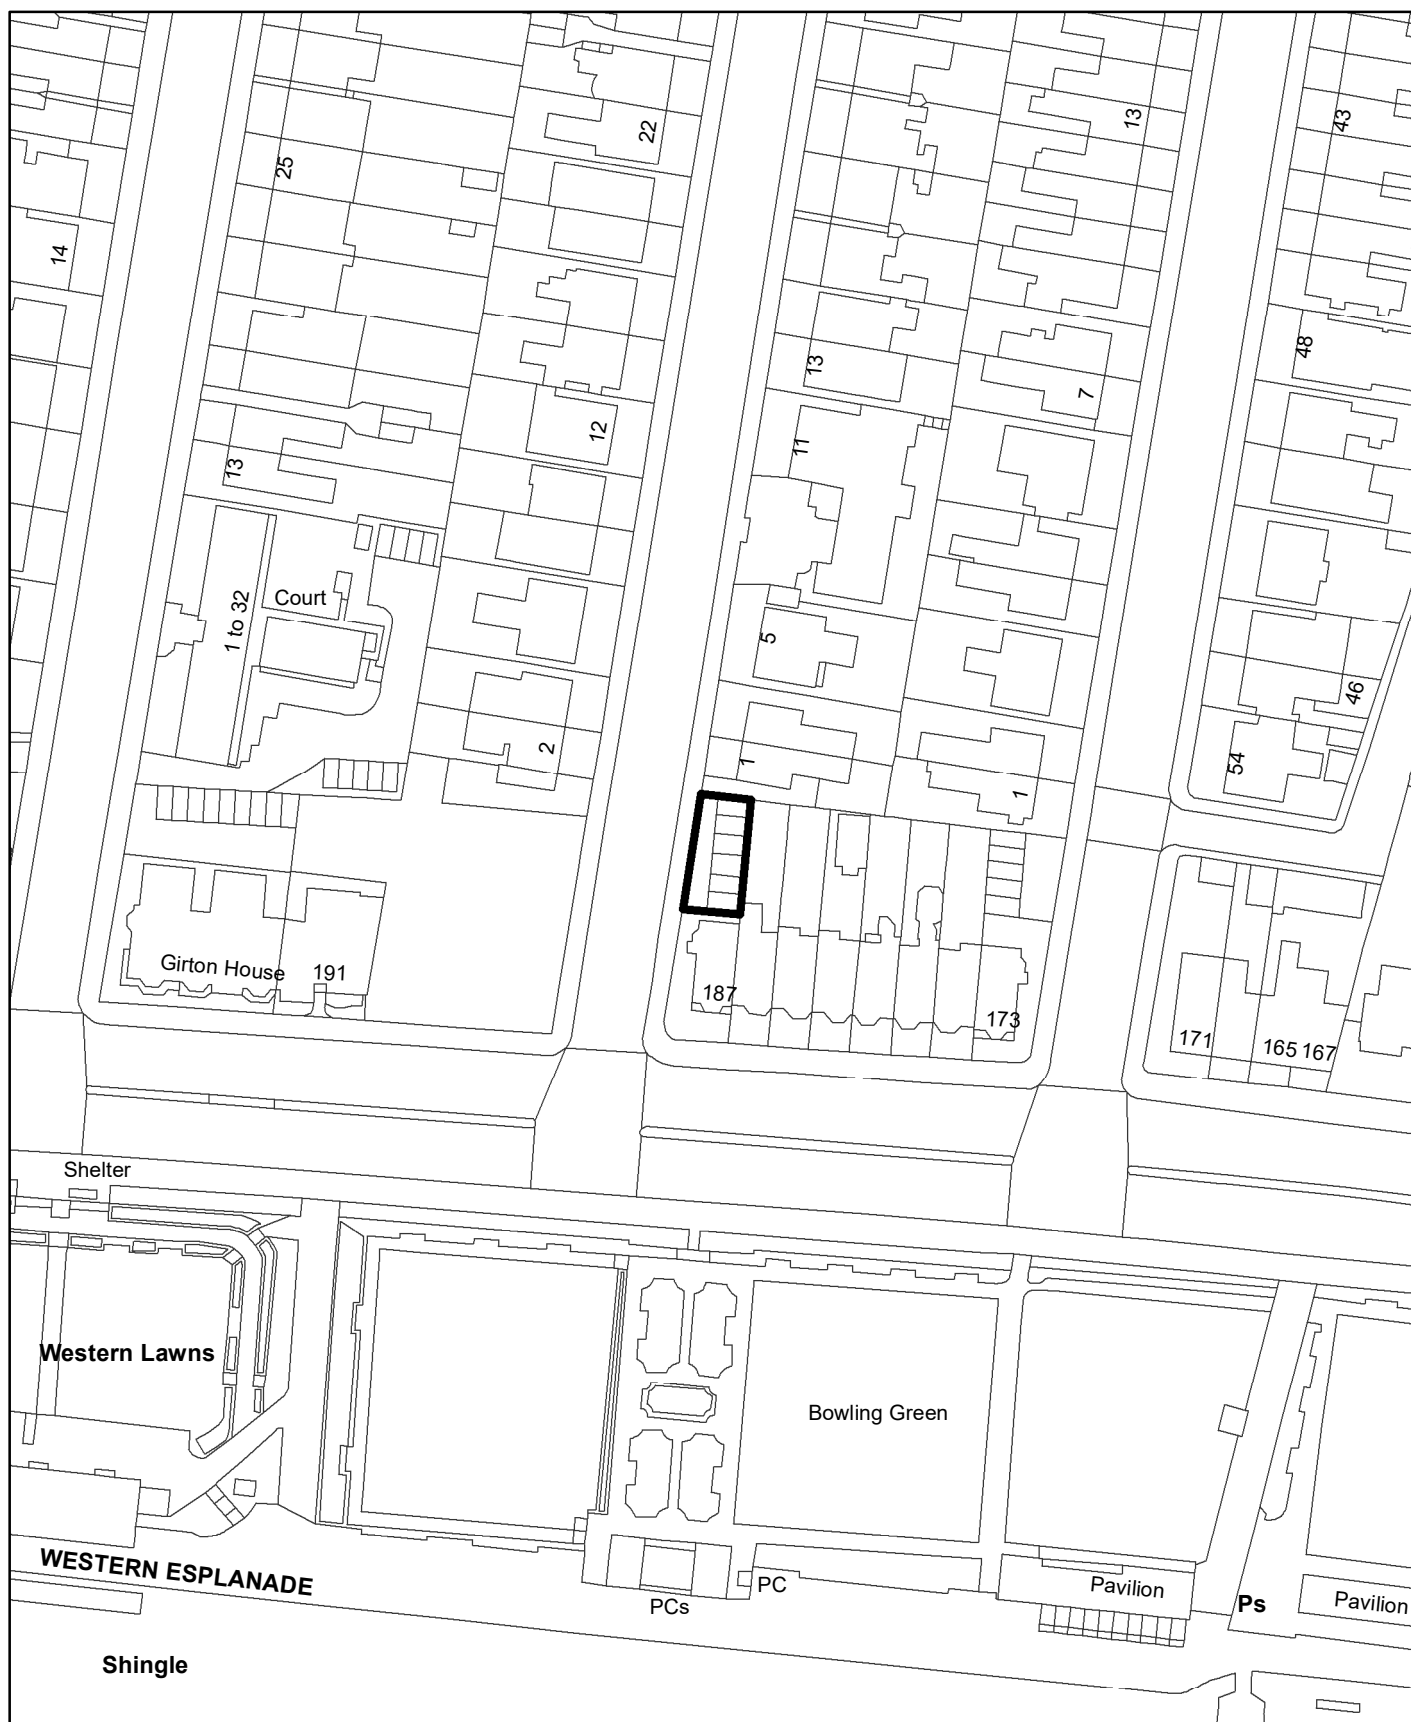 22
13
43
25
14
48
13
7
12
11
13
Court
1 to 32
5
46
2
1
54
1
Girton House
191
187
173
171
165 167
Shelter
Western Lawns
Bowling Green
WESTERN ESPLANADE
PC
Pavilion
PCs
Ps
Pavilion
Shingle